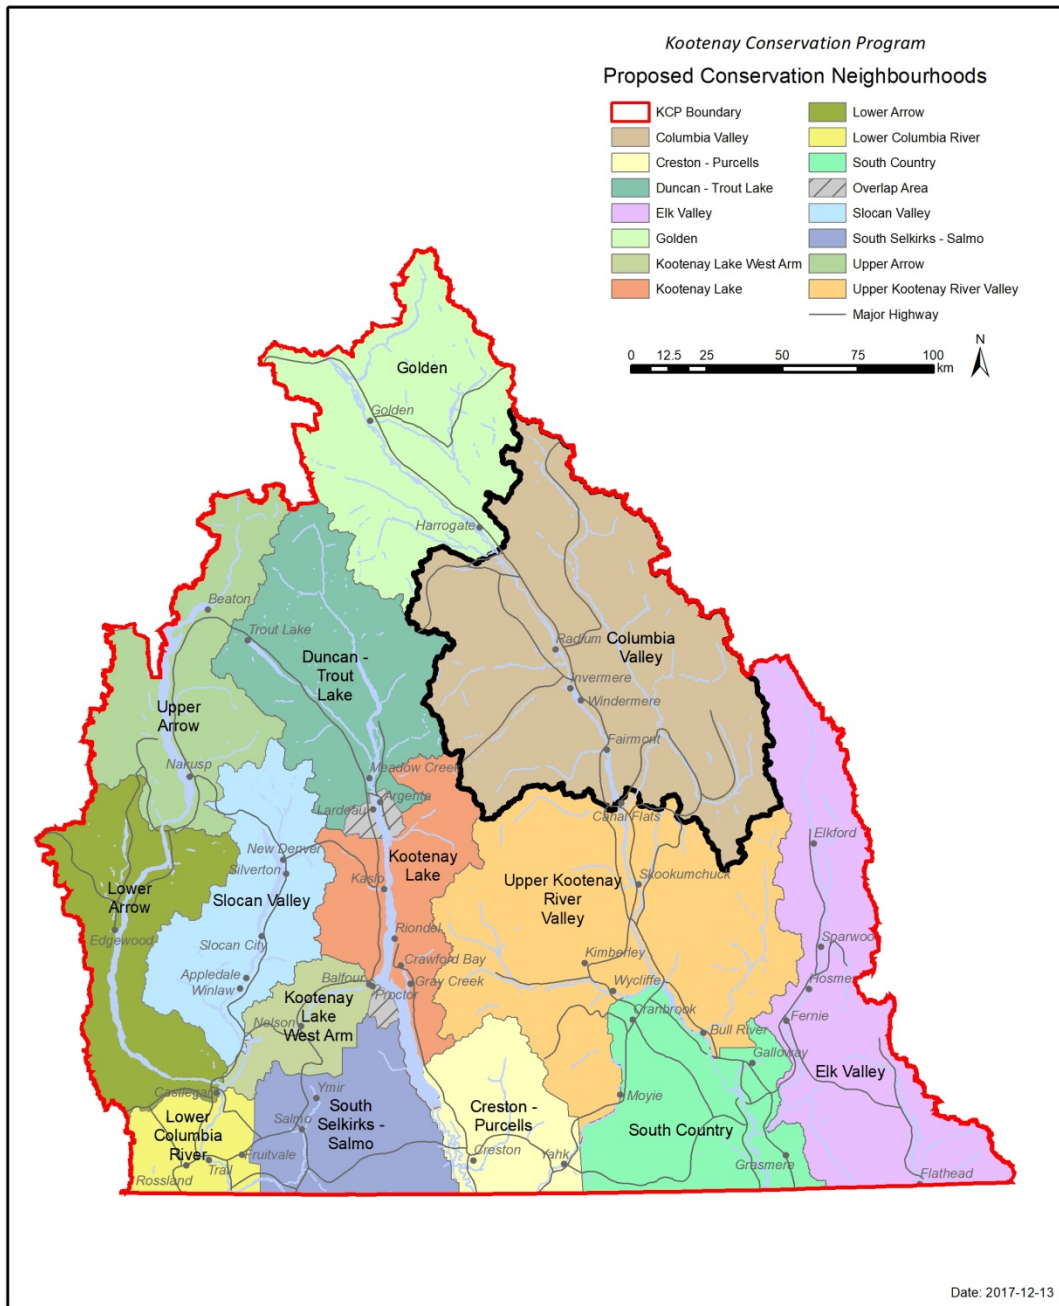 Kootenay Conservation Program
Proposed Conservation Neighbourhoods
KCP Boundary
Columbia Valley
Creston - Purcells
Duncan - Trout Lake
Elk Valley
Golden
Kootenay Lake West Arm
Kootenay Lake
Lower Arrow
Lower Columbia River
South Country
Overlap Area
Slocan Valley
South Selkirks - Salmo
Upper Arrow
Upper Kootenay River Valley
Major Highway
0 12.5 25 50 75 100
km
N
Golden
Golden
Harrogate
Beaton
Trout Lake
Duncan -
Trout
Lake
Radium
Columbia
Valley
Invermere
Windermere
Upper
Arrow
Fairmont
Nakusp
Meadow Creek
Argenta
Lardeau
Canal Flats
Elkford
New Denver
Silverton
Kootenay
Lake
Kaslo
Lower
Arrow
Slocan Valley
Upper Kootenay
River
Valley
Skookumchuck
Edgewood
Slocan City
Riondel
Sparwood
Appledale
Winlaw
Crawford Bay
Gray Creek
Balfour
Proctor
Kimberley
Wycliffe
Hosmer
Kootenay
Lake
West Arm
Nelson
Cranbrook
Fernie
Bull River
Galloway
Elk Valley
Castlegar
Ymir
Moyie
Lower
Columbia
River
Salmo
South
Selkirks -
Salmo
Creston -
Purcells
South Country
Fruitvale
Trail
Rossland
Creston
Yahk
Grasmere
Flathead
Date: 2017-12-13